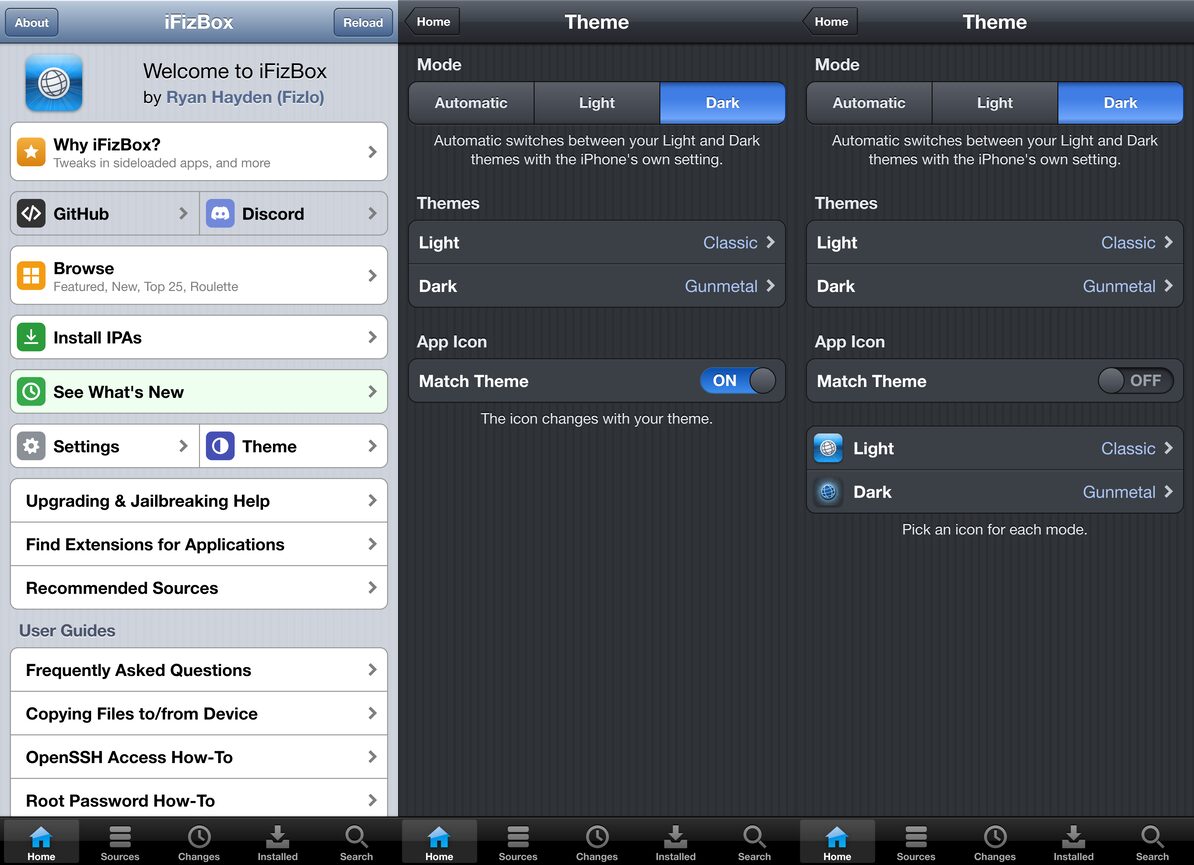 About
iFizBox
Reload
Welcome to iFizBox
by Ryan Hayden (Fizlo)
Why iFizBox?
Tweaks in sideloaded apps, and more
GitHub
Discord
Browse
Featured, New, Top 25, Roulette
Install IPAs
See What's New
Settings
Theme
Upgrading & Jailbreaking Help
Find Extensions for Applications
Recommended Sources
User Guides
Frequently Asked Questions
Copying Files to/from Device
OpenSSH Access How-To
Root Password How-To
Home
Sources
Changes
Installed
Search
Home
Theme
Mode
Automatic
Light
Dark
Automatic switches between your Light and Dark
themes with the iPhone's own setting.
Themes
Light
Classic
Dark
Gunmetal
App Icon
Match Theme
ON
The icon changes with your theme.
Home
Sources
Changes
Installed
Search
Home
Theme
Mode
Automatic
Light
Dark
Automatic switches between your Light and Dark
themes with the iPhone's own setting.
Themes
Light
Classic
Dark
Gunmetal
App Icon
Match Theme
OFF
Light
Classic
Dark
Gunmetal
Pick an icon for each mode.
Home
Sources
Changes
Installed
Search